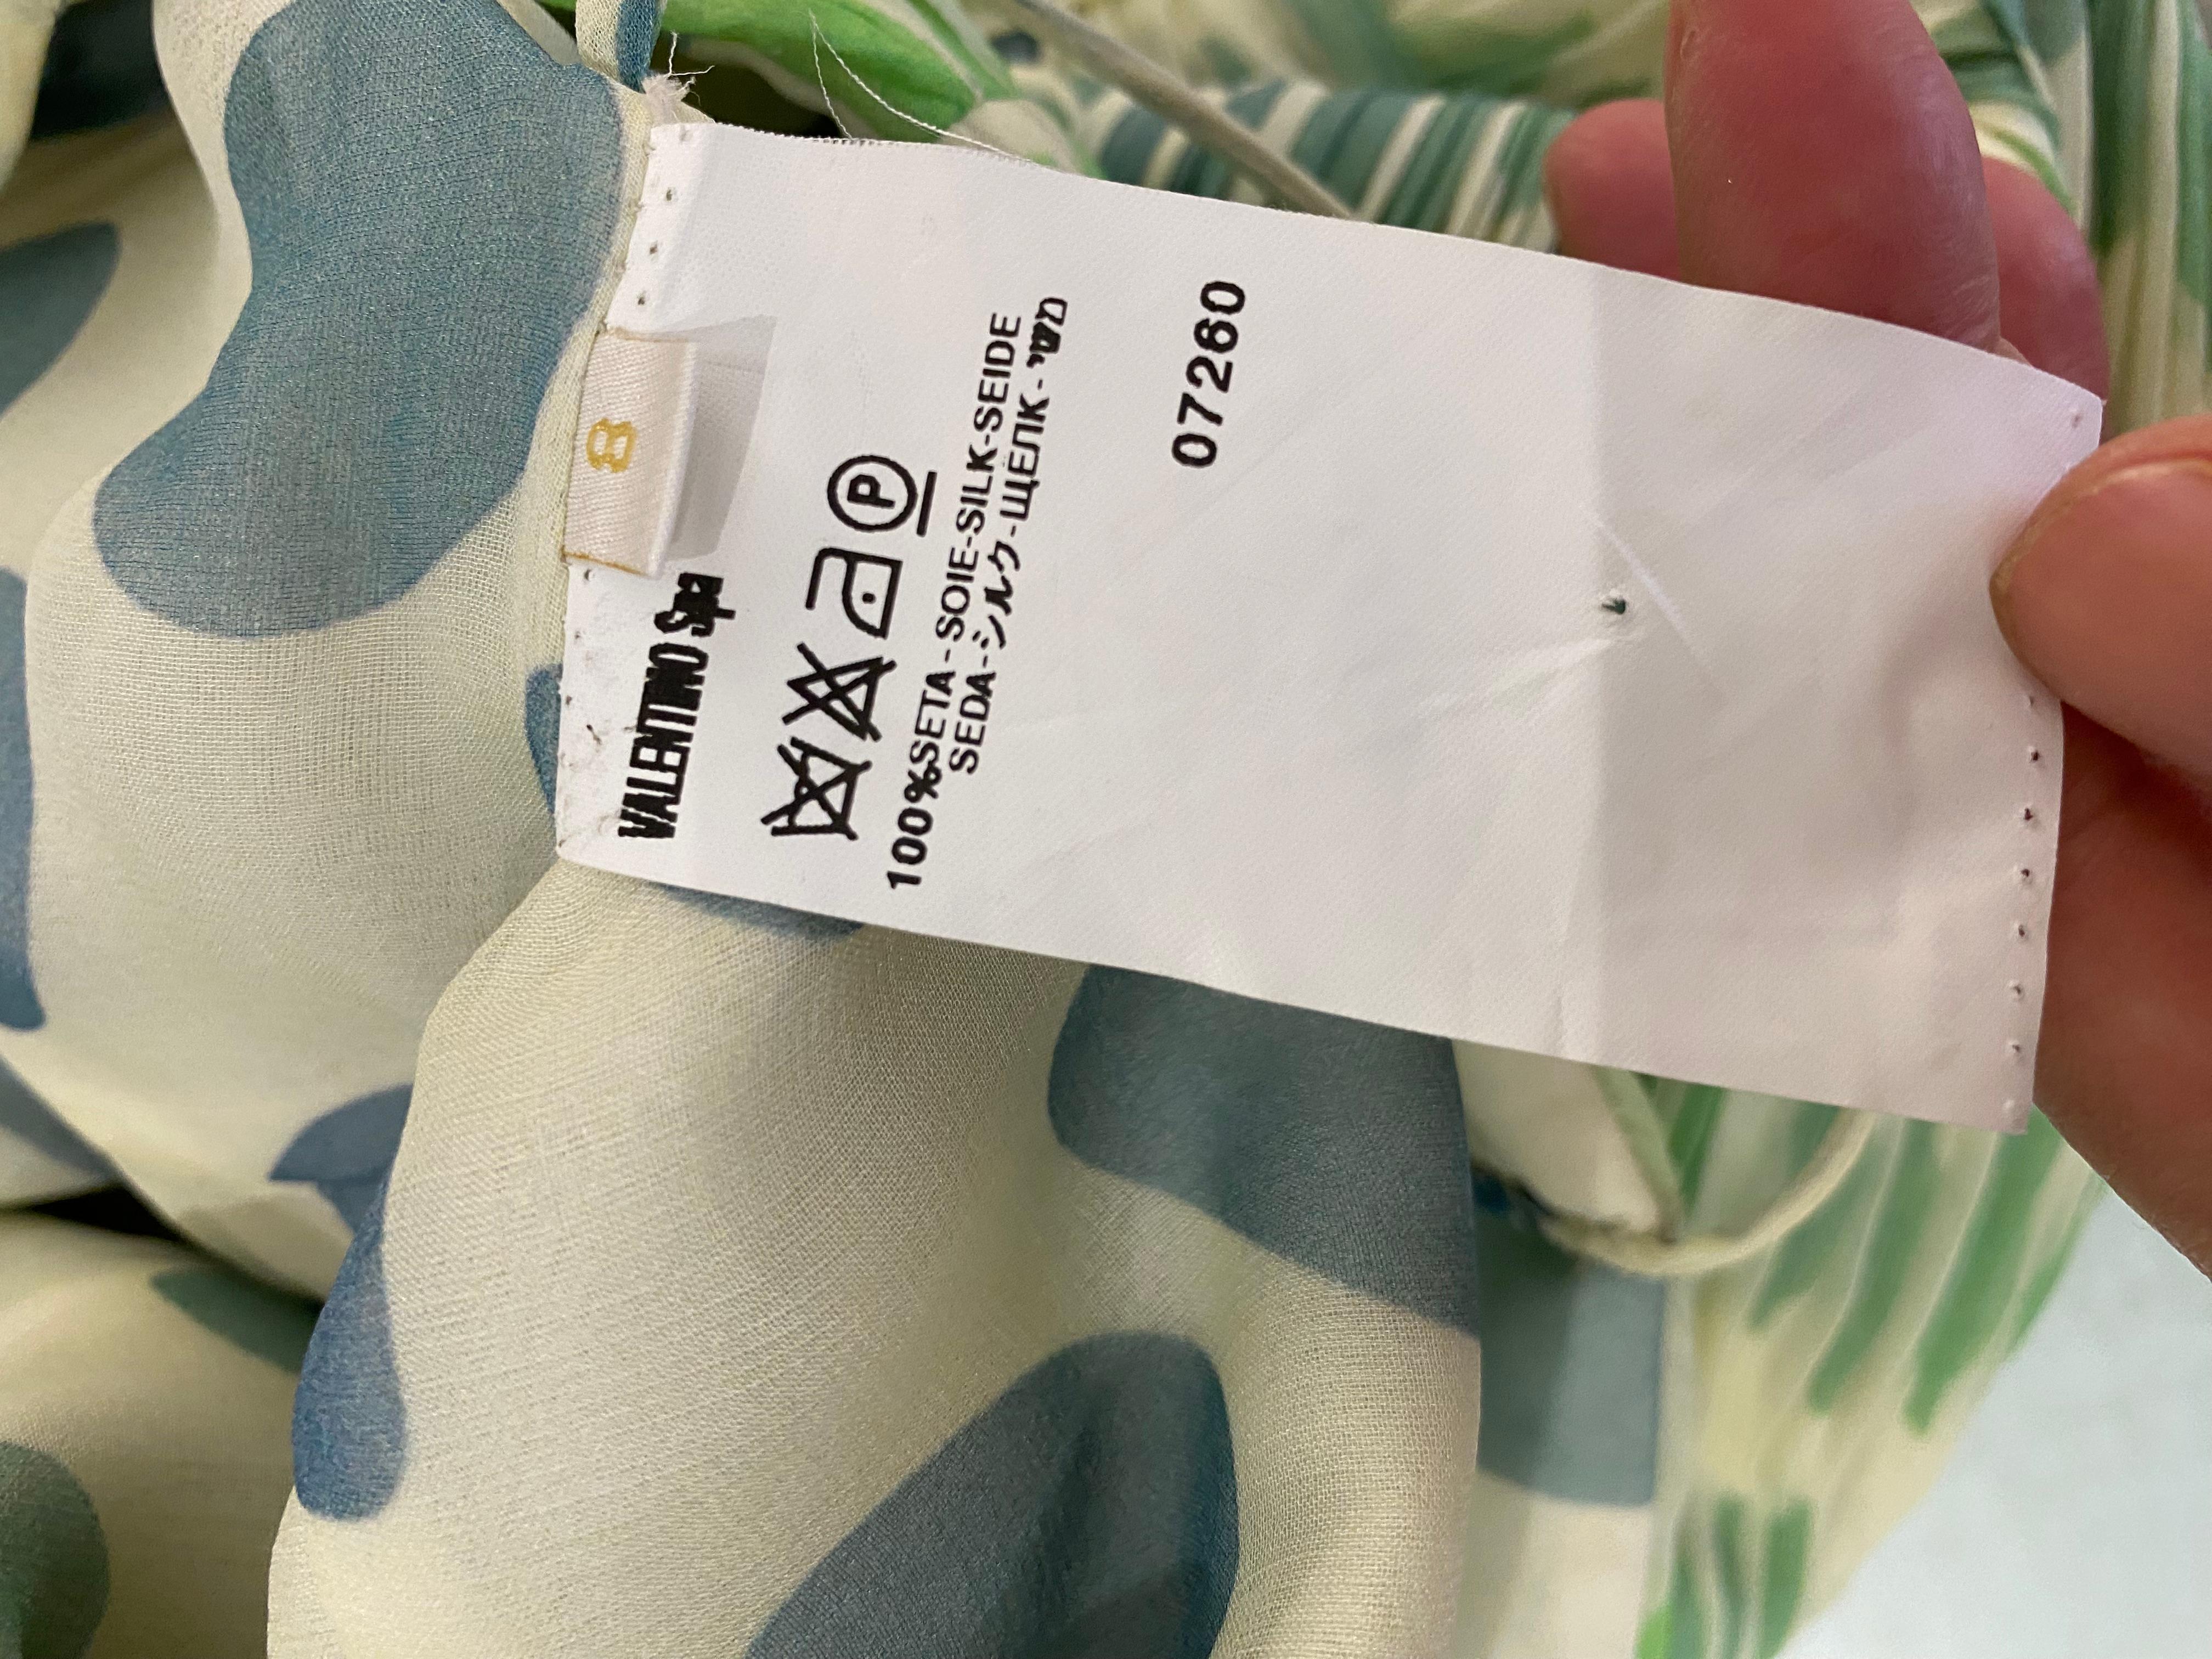 8
VALENTINO Spa
P
100%SETA - SOIE-SILK-SEIDE
SEDA-シルク-ЩЕЛК - משי
07260